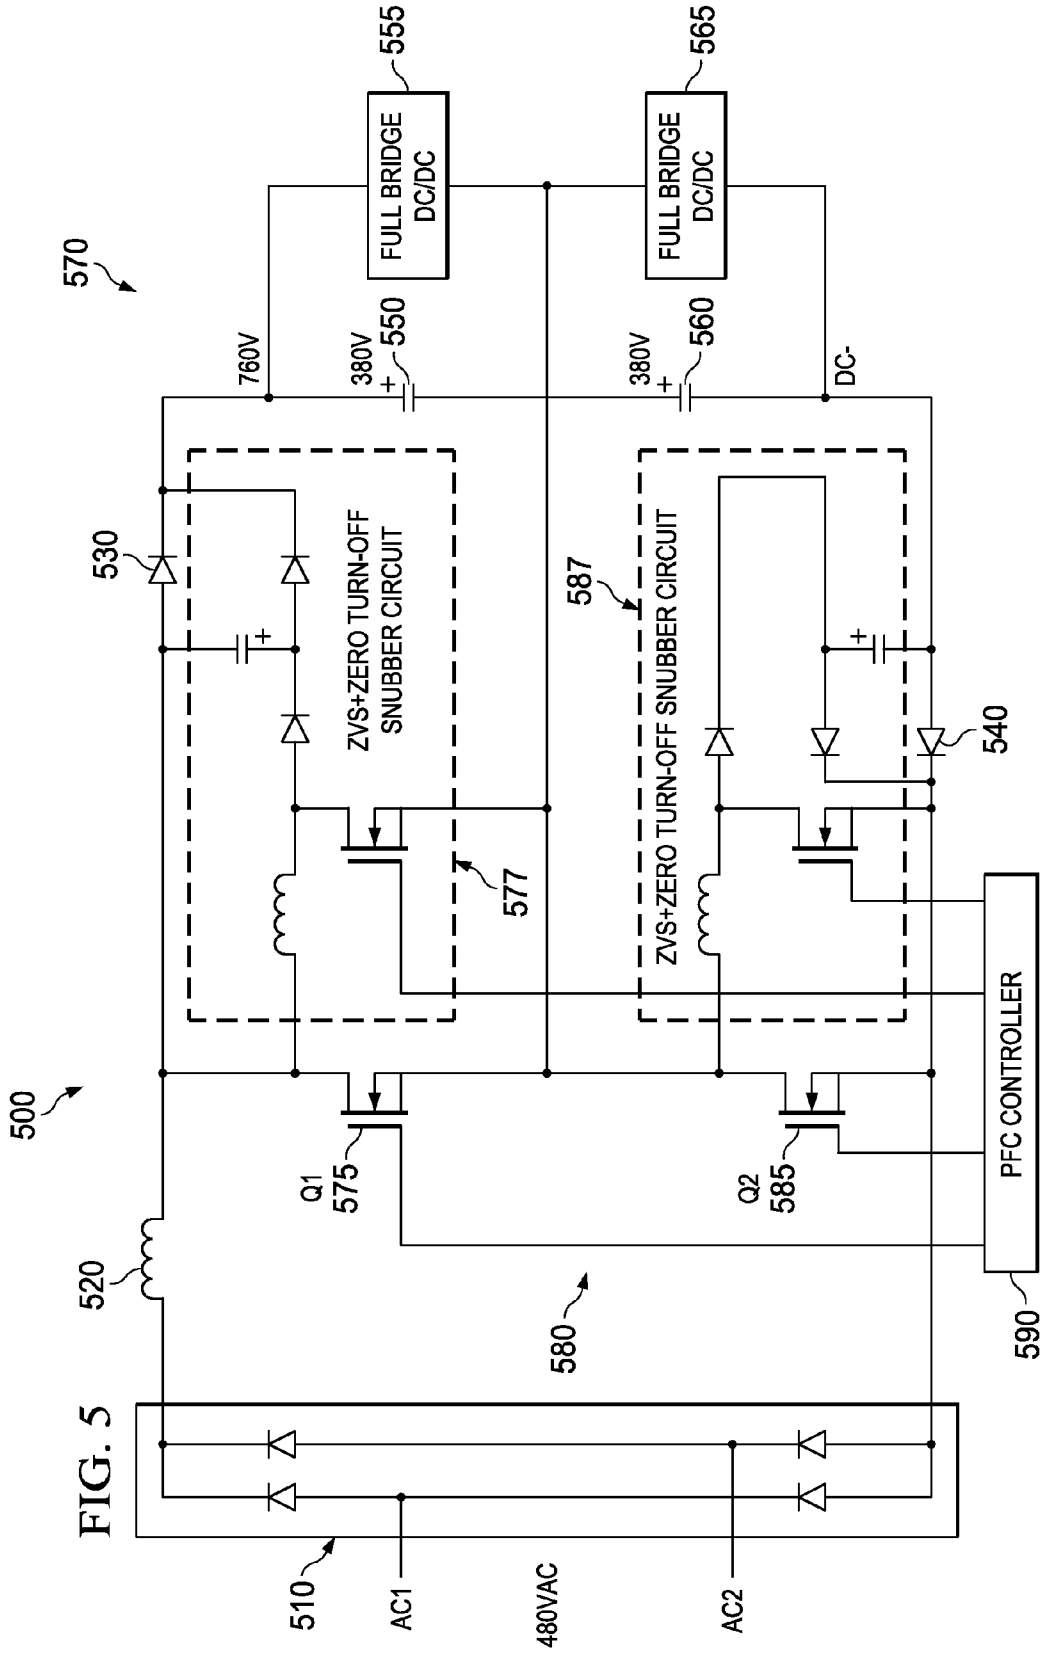 FIG. 5
500
570
510
AC1
480VAC
AC2
520
530
Q1
575
Q2
585
580
577
ZVS+ZERO TURN-OFF
SNUBBER CIRCUIT
+
587
ZVS+ZERO TURN-OFF SNUBBER CIRCUIT
+
540
760V
380V
+
550
380V
+
560
DC-
555
FULL BRIDGE
DC/DC
565
FULL BRIDGE
DC/DC
PFC CONTROLLER
590